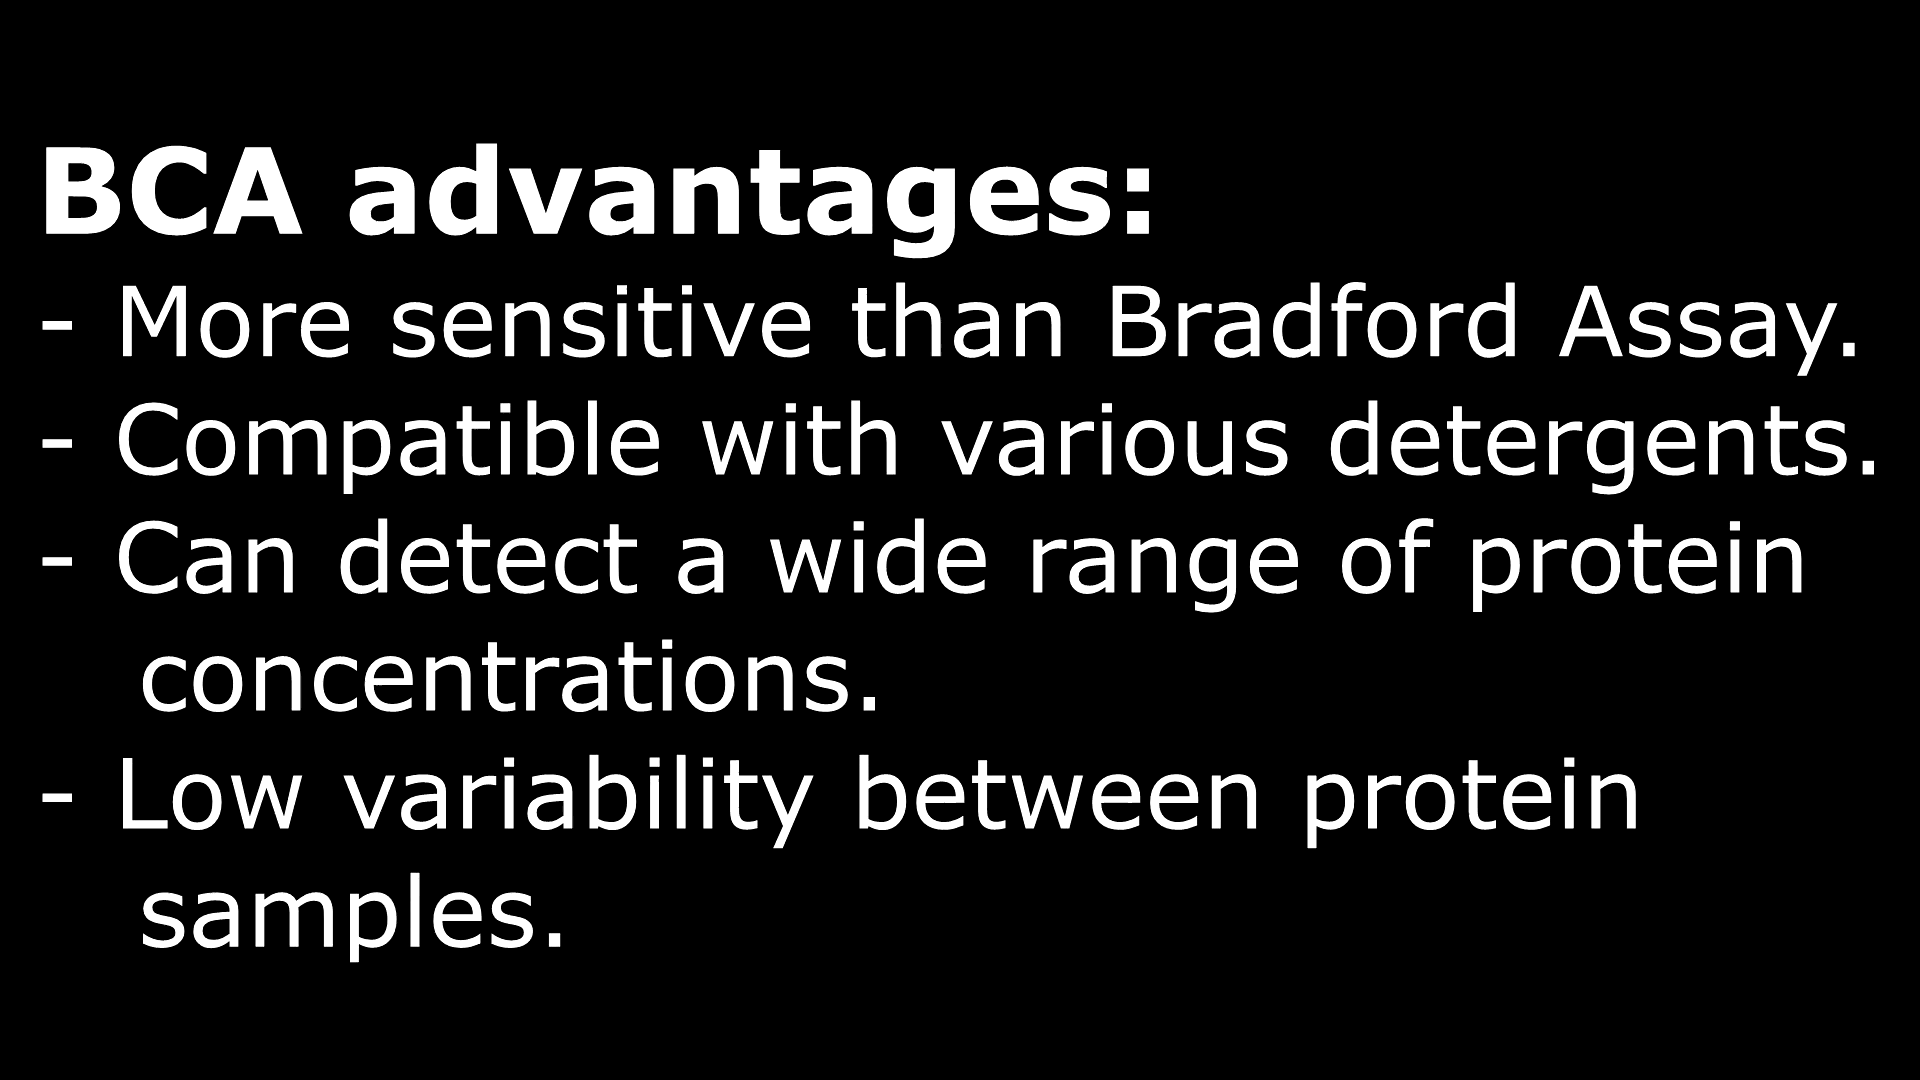 BCA advantages:
- More sensitive than Bradford Assay.
- Compatible with various detergents.
- Can detect a wide range of protein
concentrations.
- Low variability between protein
samples.